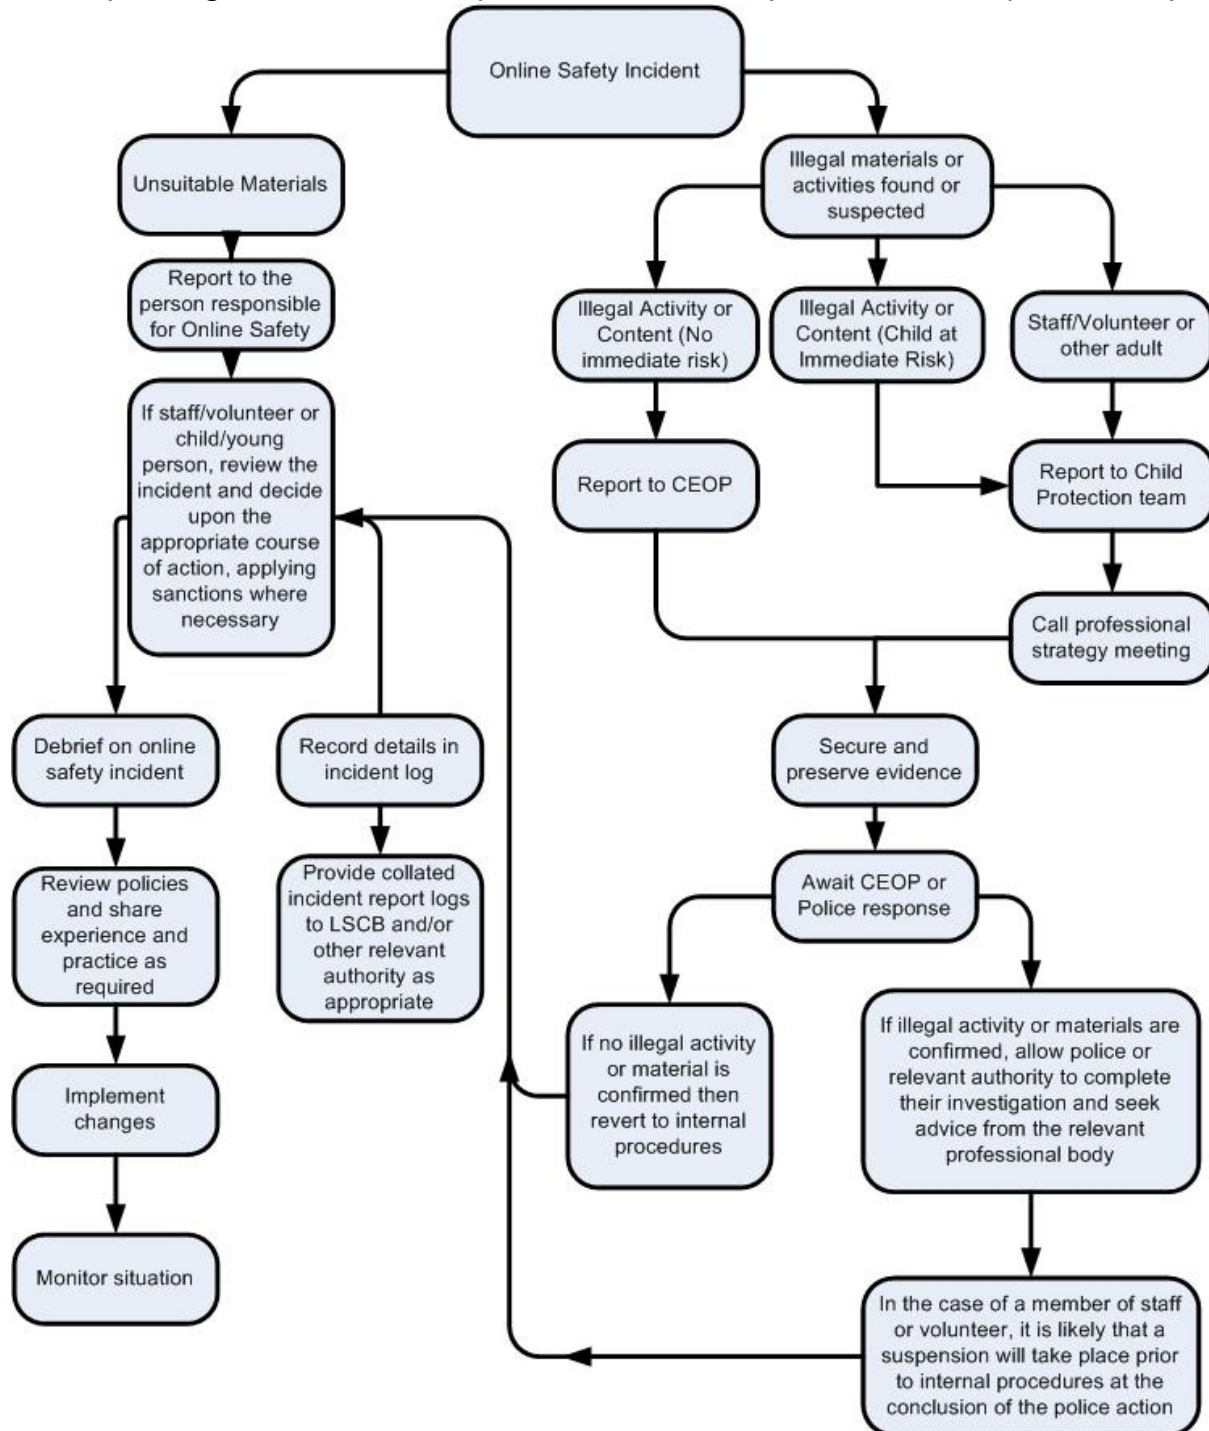 Online Safety Incident
Unsuitable Materials
Report to the
person responsible
for Online Safety
If staff/volunteer or
child/young
person, review the
incident and decide
upon the
appropriate course
of action, applying
sanctions where
necessary
Debrief on online
safety incident
Review policies
and share
experience and
practice as
required
Implement
changes
Monitor situation
Record details in
incident log
Provide collated
incident report logs
to LSCB and/or
other relevant
authority as
appropriate
Illegal materials or
activities found or
suspected
Illegal Activity or
Content (No
immediate risk)
Illegal Activity or
Content (Child at
Immediate Risk)
Staff/Volunteer or
other adult
Report to CEOP
Report to Child
Protection team
Call professional
strategy meeting
Secure and
preserve evidence
Await CEOP or
Police response
If no illegal activity
or material is
confirmed then
revert to internal
procedures
If illegal activity or materials are
confirmed, allow police or
relevant authority to complete
their investigation and seek
advice from the relevant
professional body
In the case of a member of staff
or volunteer, it is likely that a
suspension will take place prior
to internal procedures at the
conclusion of the police action